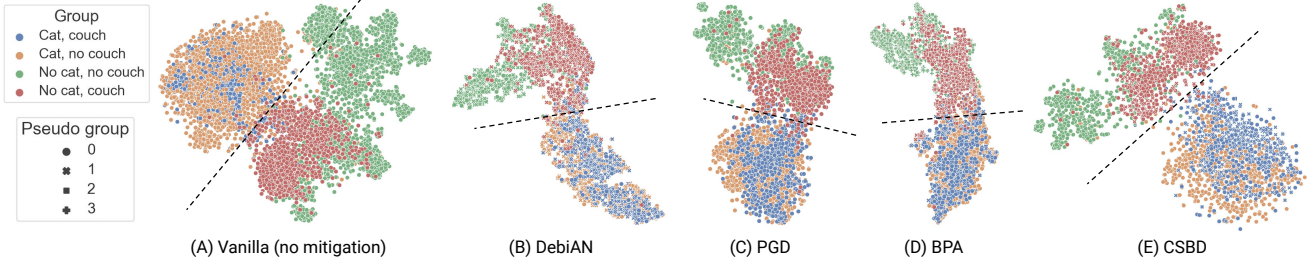 Group
Cat, couch
Cat, no couch
No cat, no couch
No cat, couch
Pseudo group
0
1
2
3
(A) Vanilla (no mitigation)
(B) DebiAN
(C) PGD
(D) BPA
(E) CSBD